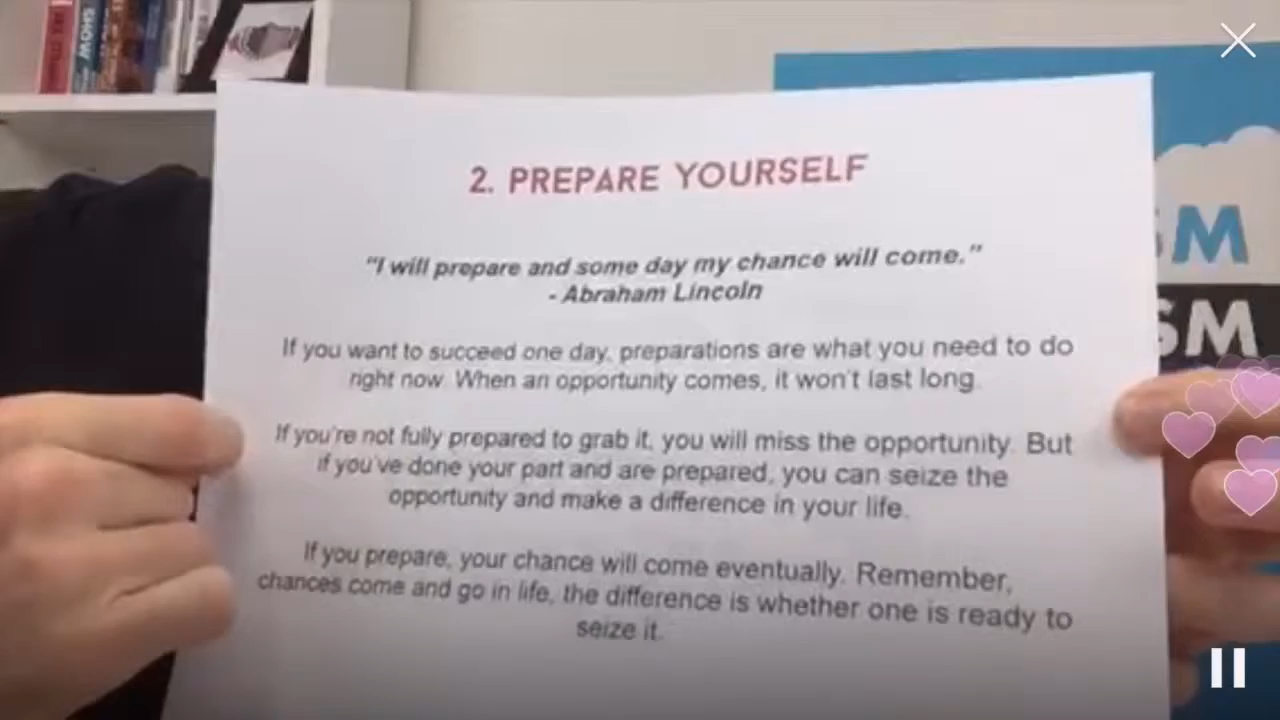 SHOW
2. PREPARE YOURSELF
"I will prepare and some day my chance will come."
- Abraham Lincoln
If you want to succeed one day, preparations are what you need to do
right now. When an opportunity comes, it won't last long.
If you're not fully prepared to grab it, you will miss the opportunity. But
if you've done your part and are prepared, you can seize the
opportunity and make a difference in your life.
If you prepare, your chance will come eventually. Remember,
chances come and go in life, the difference is whether one is ready to
seize it.
SM
SM